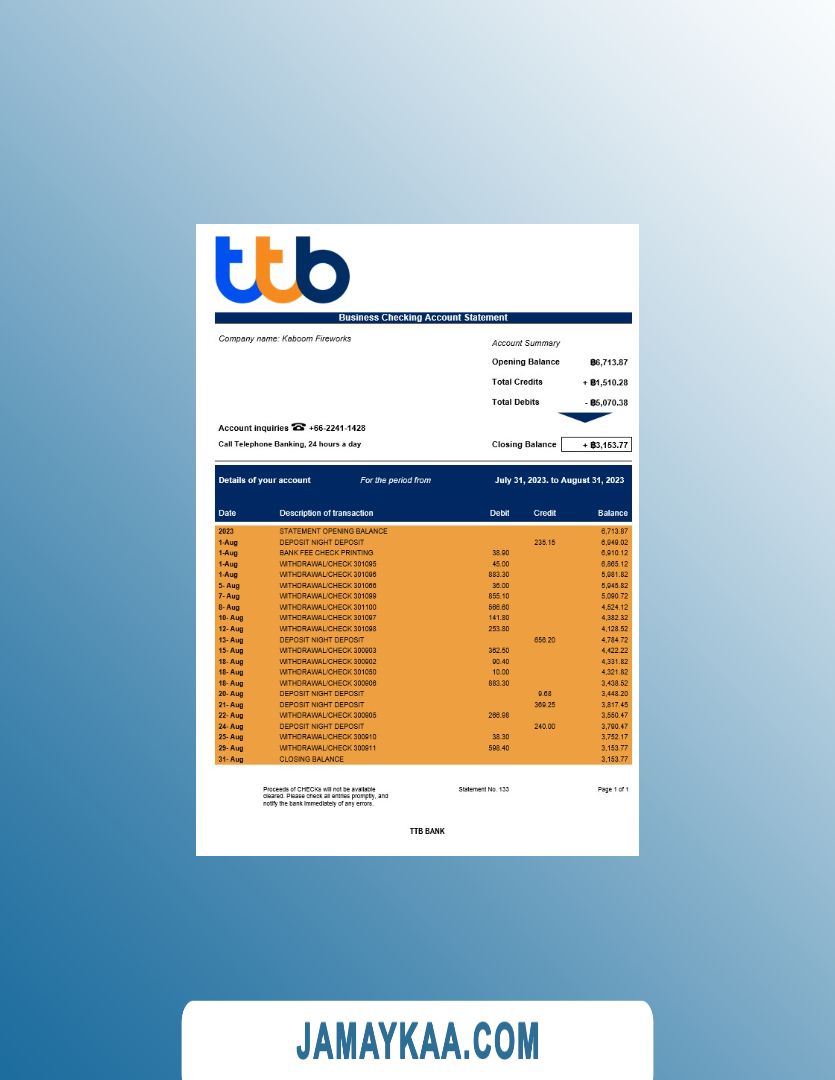 ttb
Business Checking Account Statement
Company name: Kaboom Fireworks
Account Summary
Opening Balance ฿6,713.87
Total Credits + ฿1,510.28
Total Debits - ฿5,070.38
Account inquiries ☎ +66-2241-1428
Call Telephone Banking, 24 hours a day
Closing Balance + ฿3,153.77
Details of your account For the period from July 31, 2023. to August 31, 2023
Date Description of transaction Debit Credit Balance
2023 STATEMENT OPENING BALANCE 6,713.87
1-Aug DEPOSIT NIGHT DEPOSIT 235.15 6,949.02
1-Aug BANK FEE CHECK PRINTING 38.90 6,910.12
1-Aug WITHDRAWAL/CHECK 301095 45.00 6,865.12
1-Aug WITHDRAWAL/CHECK 301096 883.30 5,981.82
5- Aug WITHDRAWAL/CHECK 301066 36.00 5,945.82
7- Aug WITHDRAWAL/CHECK 301099 855.10 5,090.72
8- Aug WITHDRAWAL/CHECK 301100 566.60 4,524.12
10- Aug WITHDRAWAL/CHECK 301097 141.80 4,382.32
12- Aug WITHDRAWAL/CHECK 301098 253.80 4,128.52
13- Aug DEPOSIT NIGHT DEPOSIT 656.20 4,784.72
15- Aug WITHDRAWAL/CHECK 300903 362.50 4,422.22
18- Aug WITHDRAWAL/CHECK 300902 90.40 4,331.82
18- Aug WITHDRAWAL/CHECK 301050 10.00 4,321.82
18- Aug WITHDRAWAL/CHECK 300906 883.30 3,438.52
20- Aug DEPOSIT NIGHT DEPOSIT 9.68 3,448.20
21- Aug DEPOSIT NIGHT DEPOSIT 369.25 3,817.45
22- Aug WITHDRAWAL/CHECK 300905 266.98 3,550.47
24- Aug DEPOSIT NIGHT DEPOSIT 240.00 3,790.47
25- Aug WITHDRAWAL/CHECK 300910 38.30 3,752.17
29- Aug WITHDRAWAL/CHECK 300911 598.40 3,153.77
31- Aug CLOSING BALANCE 3,153.77
Proceeds of CHECKs will not be available
cleared. Please check all entries promptly, and
notify the bank immediately of any errors.
Statement No. 133
Page 1 of 1
TTB BANK
JAMAYKAA.COM